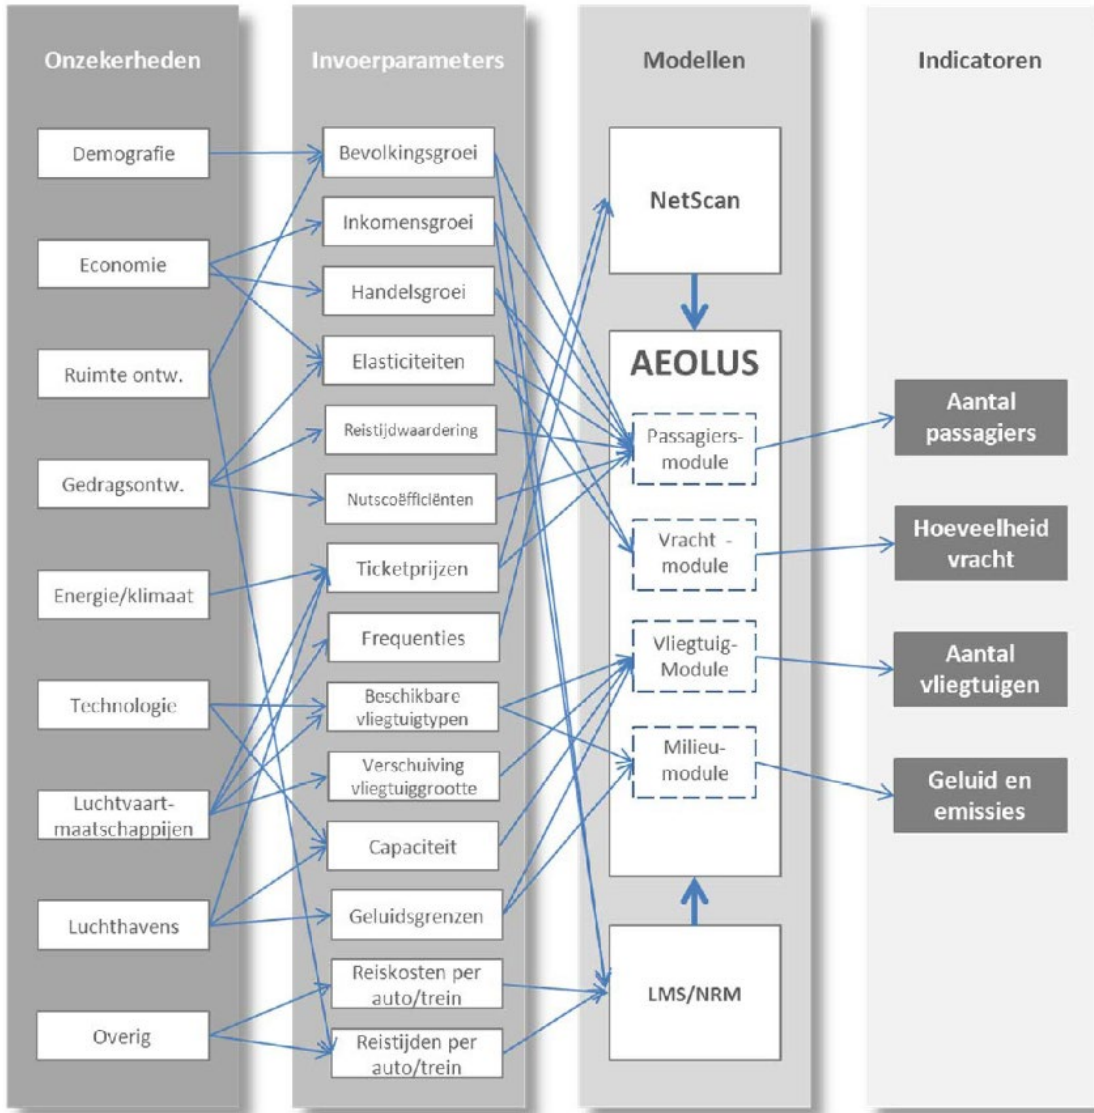 Onzekerheden
Demografie
Economie
Ruimte ontw.
Gedragsontw.
Energie/klimaat
Technologie
Luchtvaart-
maatschappijen
Luchthavens
Overig
Invoerparameters
Bevolkingsgroei
Inkomensgroei
Handelsgroei
Elasticiteiten
Reistijdwaardering
Nutscoëfficiënten
Ticketprijzen
Frequenties
Beschikbare
vliegtuigtypen
Verschuiving
vliegtuiggrootte
Capaciteit
Geluidsgrenzen
Reiskosten per
auto/trein
Reistijden per
auto/trein
Modellen
NetScan
AEOLUS
Passagiers-
module
Vracht -
module
Vliegtuig-
Module
Milieu-
module
LMS/NRM
Indicatoren
Aantal
passagiers
Hoeveelheid
vracht
Aantal
vliegtuigen
Geluid en
emissies